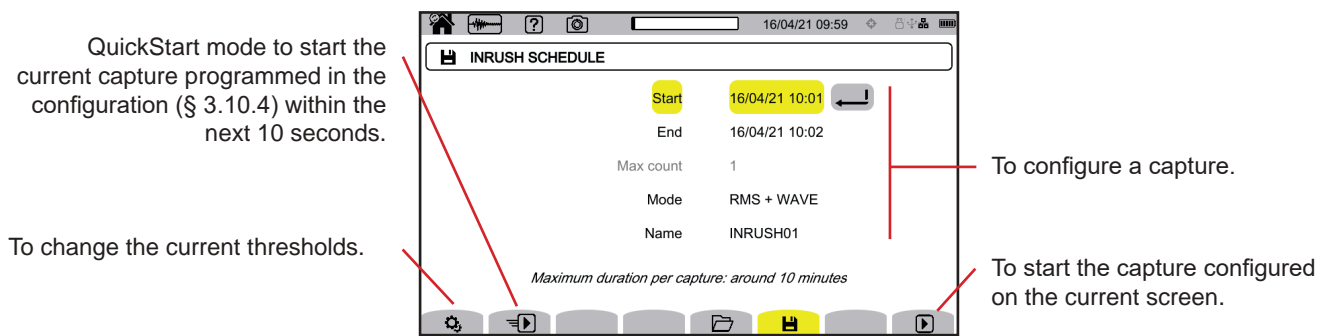 16/04/21 09:59
QuickStart mode to start the
current capture programmed in the
configuration (§ 3.10.4) within the
next 10 seconds.
To change the current thresholds.
INRUSH SCHEDULE
Start 16/04/21 10:01
End 16/04/21 10:02
Max count 1
Mode RMS + WAVE
Name INRUSH01
Maximum duration per capture: around 10 minutes
To configure a capture.
To start the capture configured
on the current screen.